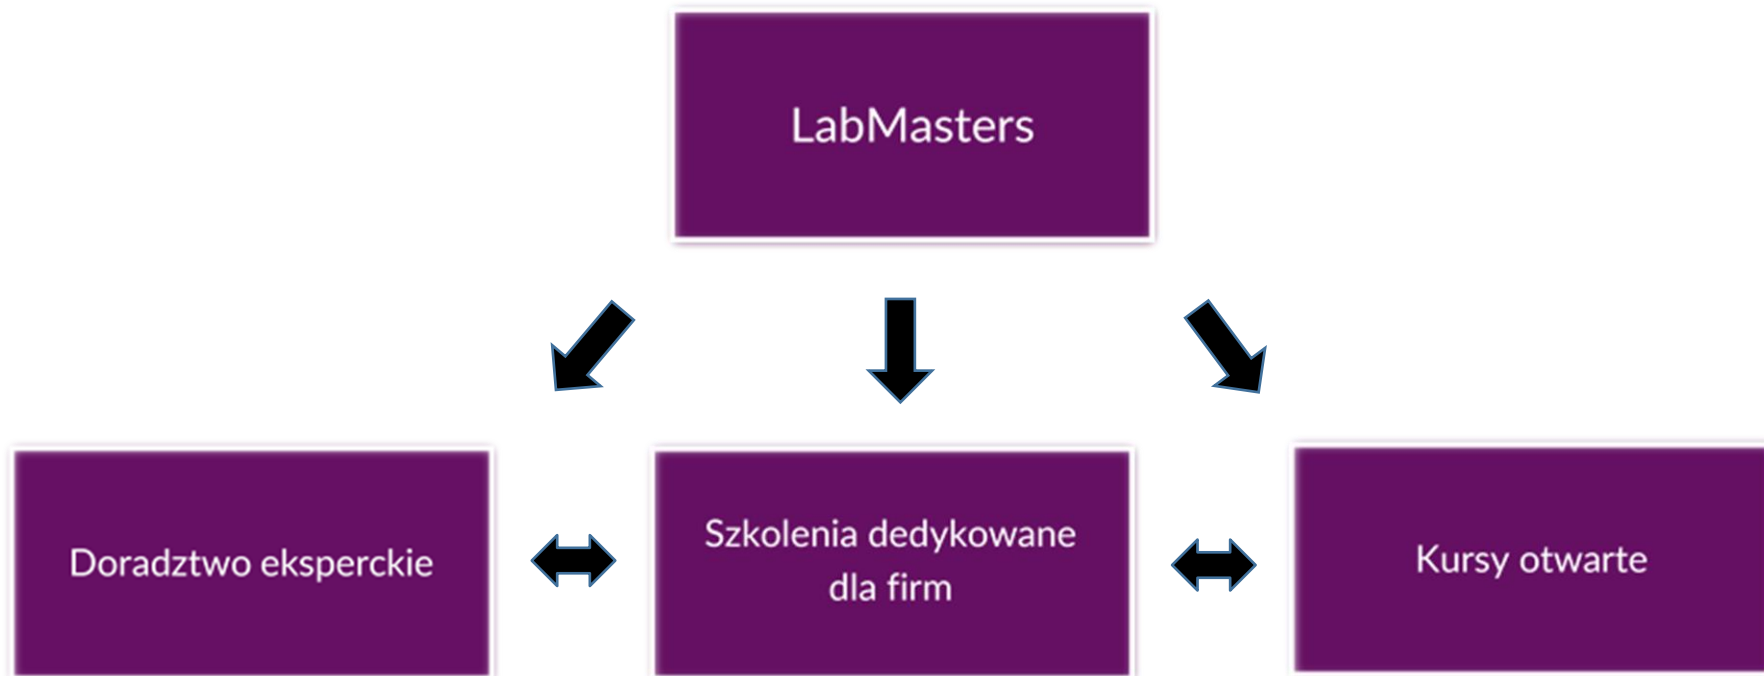 LabMasters
Doradztwo eksperckie
Szkolenia dedykowane
dla firm
Kursy otwarte